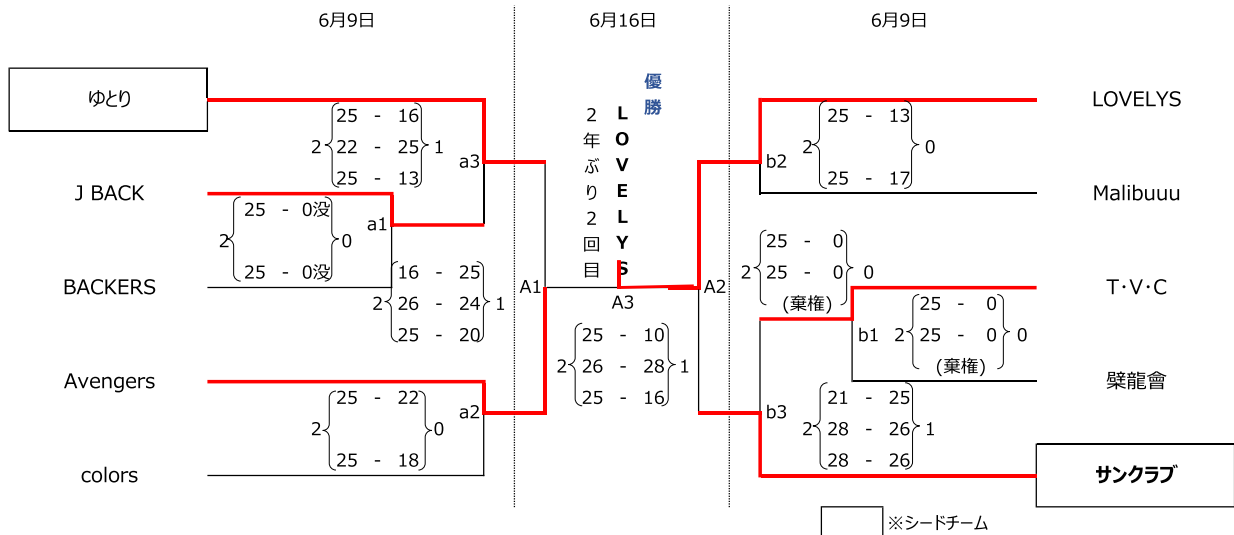 6月9日
6月16日
6月9日
優勝
LOVELYS
2年ぶり2回目
ゆとり
J BACK
BACKERS
Avengers
colors
LOVELYS
Malibuuu
T・V・C
檗龍會
サンクラブ
25 - 16
2 22 - 25 1
25 - 13
a3
25 - 0没
2 0
25 - 0没
a1
16 - 25
2 26 - 24 1
25 - 20
A1
25 - 22
2 0
25 - 18
a2
A3
25 - 10
2 26 - 28 1
25 - 16
25 - 13
2 0
25 - 17
b2
A2
25 - 0
2 25 - 0 0
(棄権)
25 - 0
b1 2 25 - 0 0
(棄権)
21 - 25
b3 2 28 - 26 1
28 - 26
※シードチーム